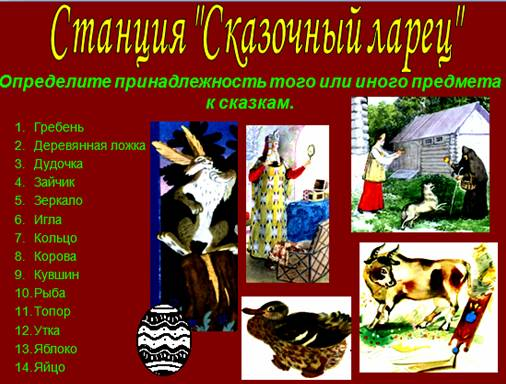 Станция "Сказочный ларец"
Определите принадлежность того или иного предмета
к сказкам.
1. Гребень
2. Деревянная ложка
3. Дудочка
4. Зайчик
5. Зеркало
6. Игла
7. Кольцо
8. Корова
9. Кувшин
10. Рыба
11. Топор
12. Утка
13. Яблоко
14. Яйцо